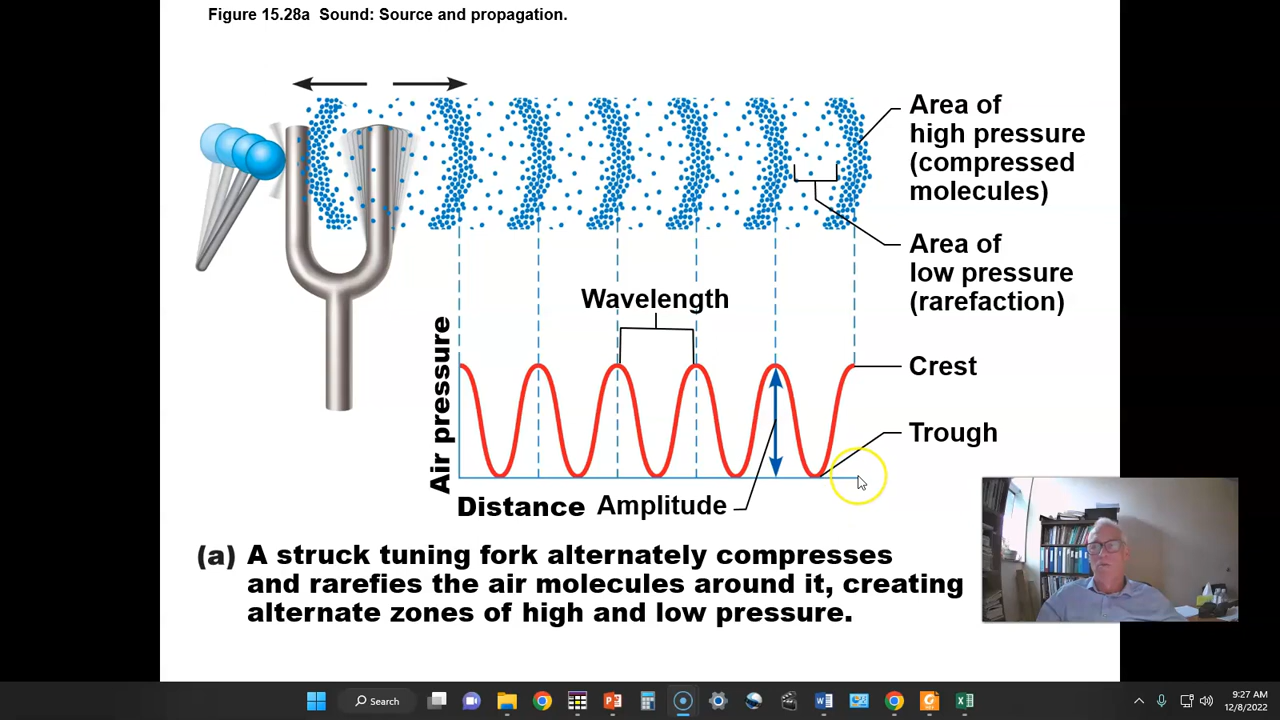 Figure 15.28a Sound: Source and propagation.
Area of
high pressure
(compressed
molecules)
Area of
low pressure
(rarefaction)
Wavelength
Air pressure
Crest
Trough
Distance
Amplitude
(a) A struck tuning fork alternately compresses
and rarefies the air molecules around it, creating
alternate zones of high and low pressure.
Search
9:27 AM
12/8/2022